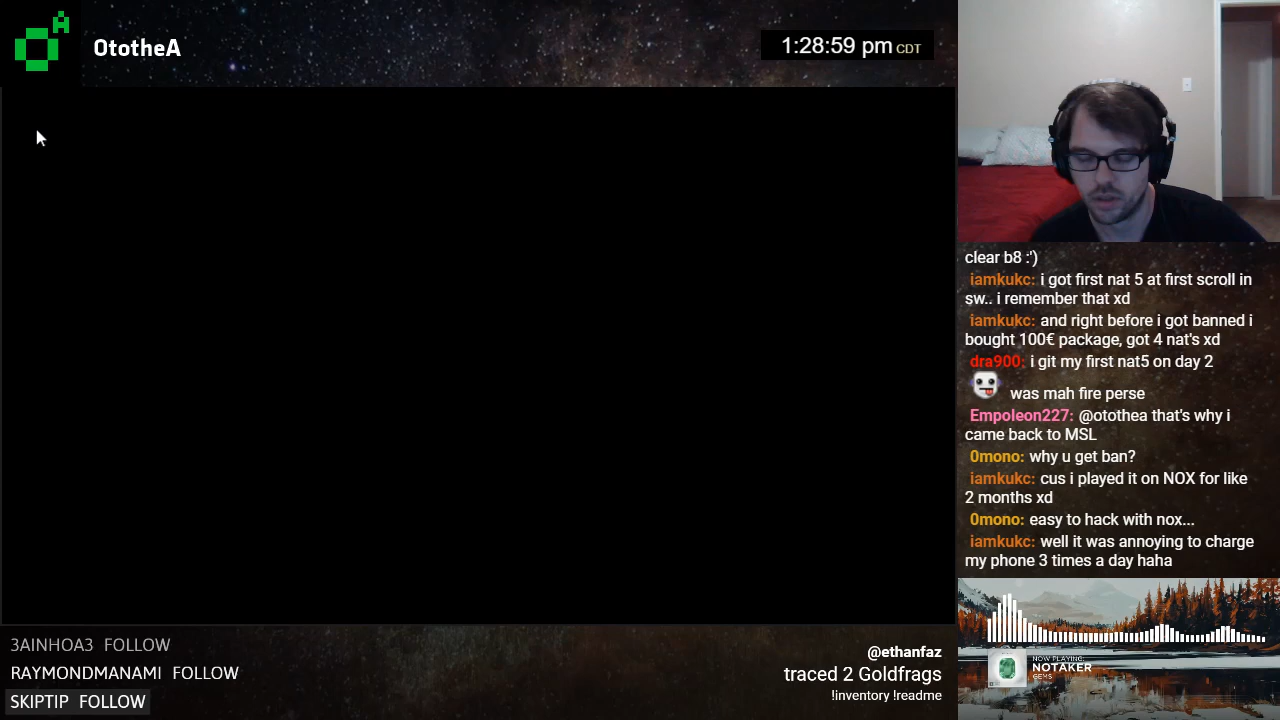 OtotheA
1:28:59 pm CDT
clear b8 :')
iamkukc: i got first nat 5 at first scroll in
sw.. i remember that xd
iamkukc: and right before i got banned i
bought 100€ package, got 4 nat's xd
dra900: i git my first nat5 on day 2
was mah fire perse
Empoleon227: @otothea that's why i
came back to MSL
0mono: why u get ban?
iamkukc: cus i played it on NOX for like
2 months xd
0mono: easy to hack with nox...
iamkukc: well it was annoying to charge
my phone 3 times a day haha
NOW PLAYING:
NOTAKER
GEMS
3AINHOA3 FOLLOW
RAYMONDMANAMI FOLLOW
SKIPTIP FOLLOW
@ethanfaz
traced 2 Goldfrags
!inventory !readme